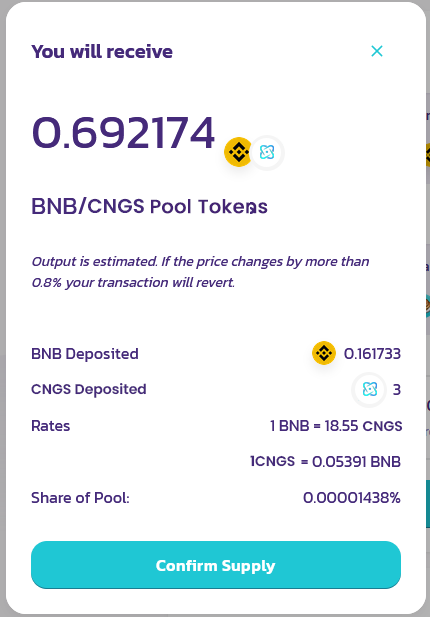 You will receive
0.692174
BNB/CNGS Pool Tokens
Output is estimated. If the price changes by more than
0.8% your transaction will revert.
BNB Deposited 0.161733
CNGS Deposited 3
Rates 1 BNB = 18.55 CNGS
1CNGS = 0.05391 BNB
Share of Pool: 0.00001438%
Confirm Supply